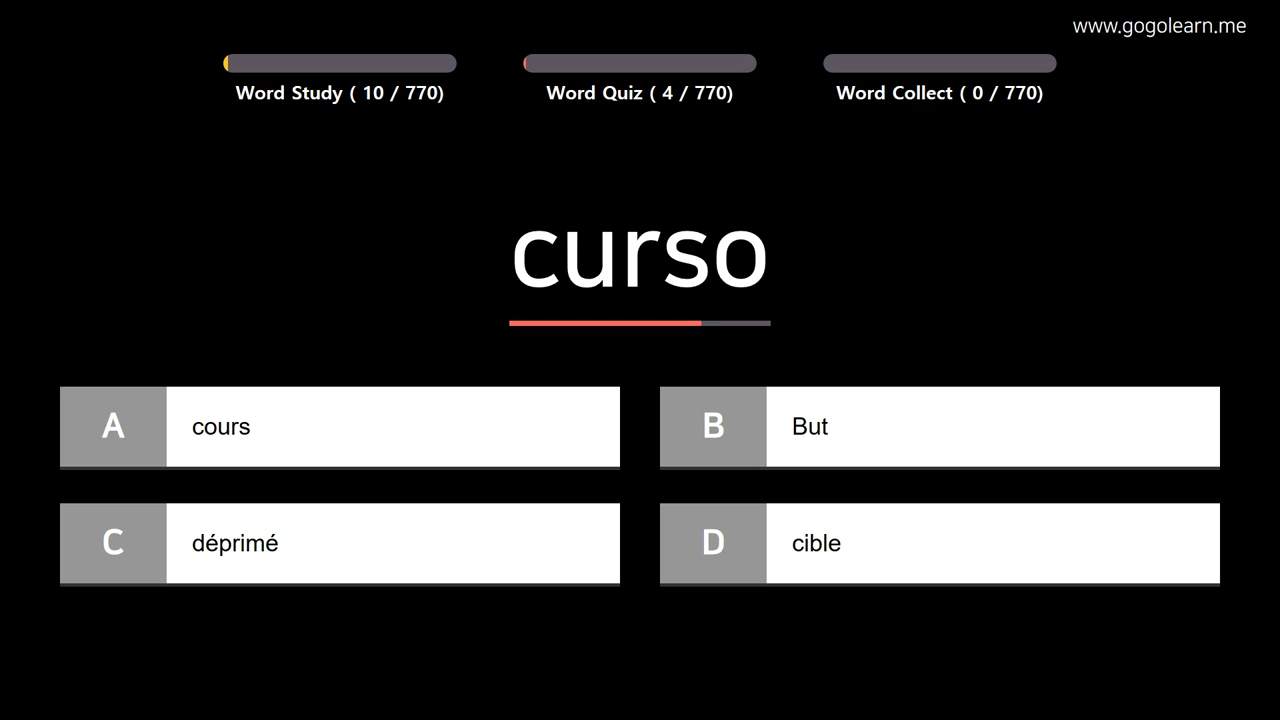 www.gogolearn.me
Word Study ( 10 / 770)
Word Quiz ( 4 / 770)
Word Collect ( 0 / 770)
curso
A cours
B But
C déprimé
D cible